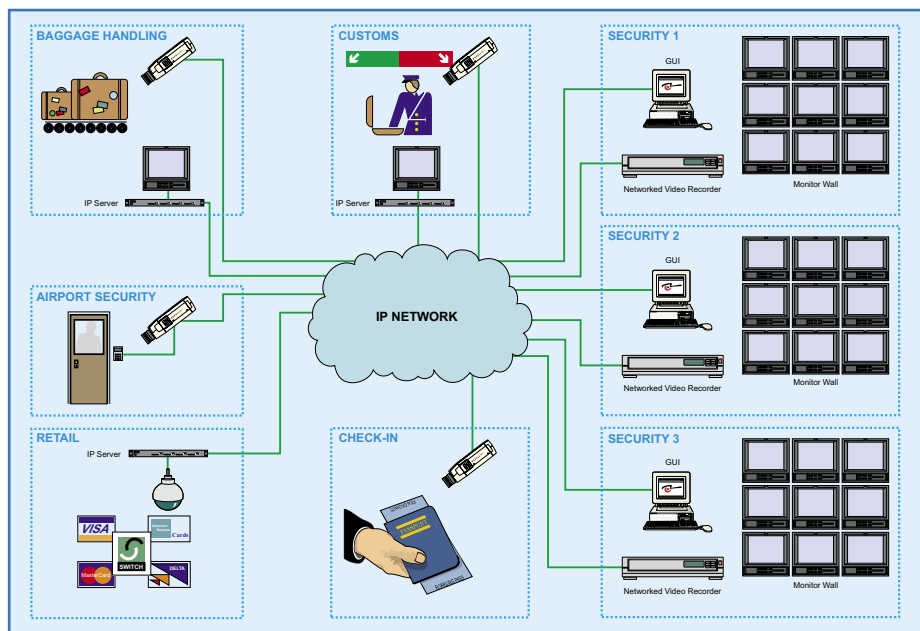 BAGGAGE HANDLING
IP Server
CUSTOMS
IP Server
SECURITY 1
GUI
Networked Video Recorder
Monitor Wall
AIRPORT SECURITY
IP NETWORK
SECURITY 2
GUI
Networked Video Recorder
Monitor Wall
RETAIL
IP Server
VISA
Cards
SWITCH
MasterCard
DELTA
CHECK-IN
PASSPORT
SECURITY 3
GUI
Networked Video Recorder
Monitor Wall